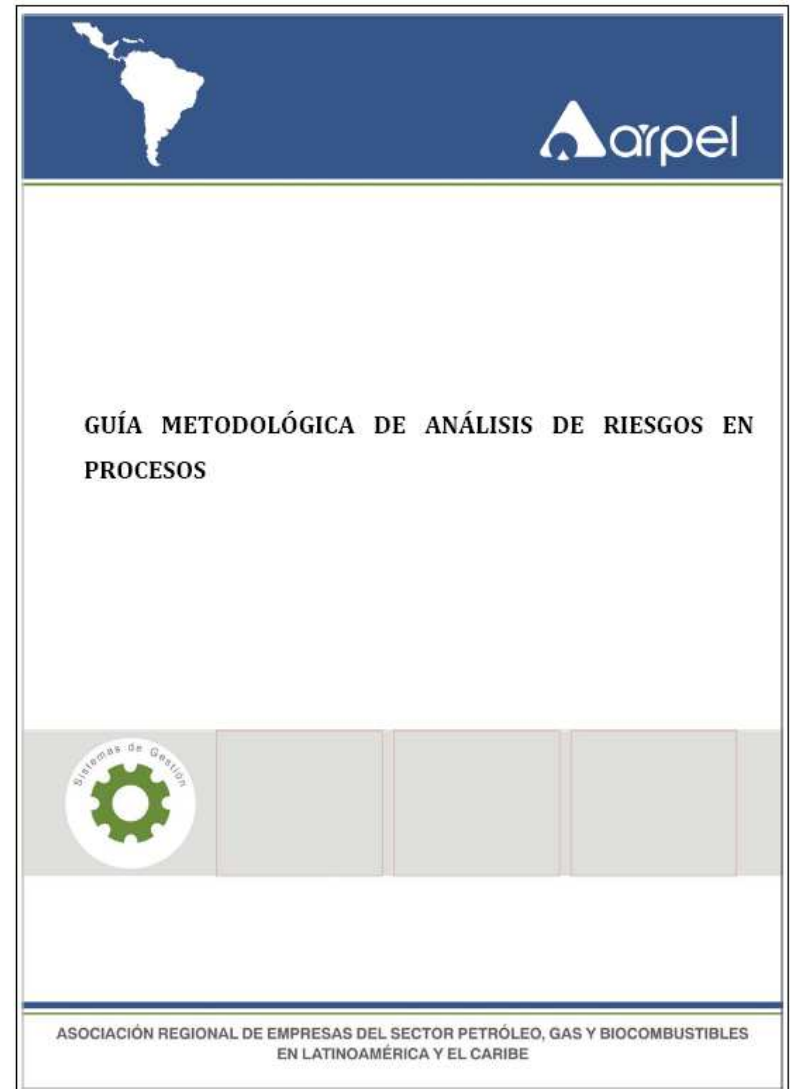 arpel
GUÍA METODOLÓGICA DE ANÁLISIS DE RIESGOS EN
PROCESOS
Sistemas de Gestión
ASOCIACIÓN REGIONAL DE EMPRESAS DEL SECTOR PETRÓLEO, GAS Y BIOCOMBUSTIBLES
EN LATINOAMÉRICA Y EL CARIBE